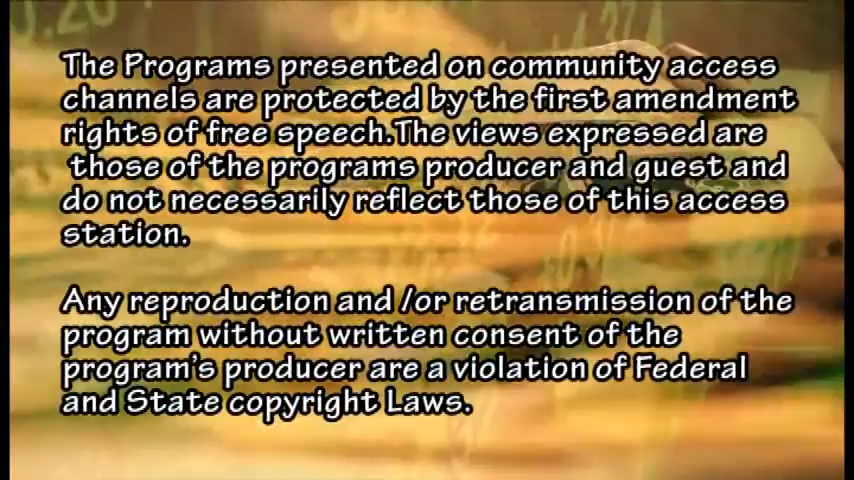 The Programs presented on community access
channels are protected by the first amendment
rights of free speech.The views expressed are
those of the programs producer and guest and
do not necessarily reflect those of this access
station.
Any reproduction and /or retransmission of the
program without written consent of the
program's producer are a violation of Federal
and State copyright Laws.